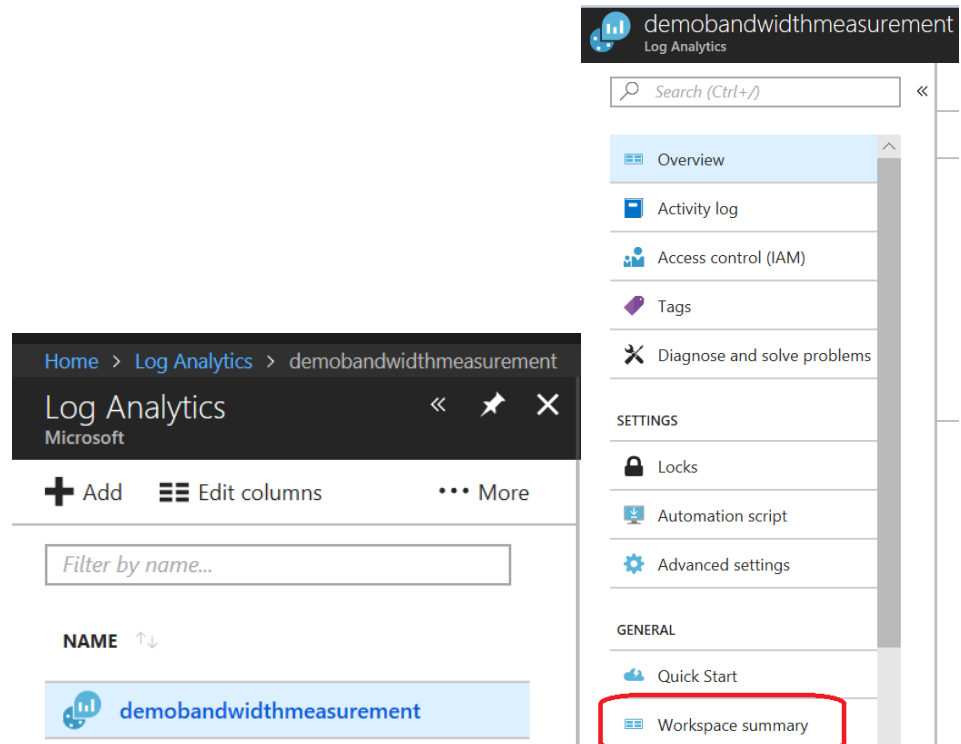 Home > Log Analytics > demobandwidthmeasurement
Log Analytics
Microsoft
Add Edit columns ••• More
Filter by name...
NAME
demobandwidthmeasurement
demobandwidthmeasurement
Log Analytics
Search (Ctrl+/)
Overview
Activity log
Access control (IAM)
Tags
Diagnose and solve problems
SETTINGS
Locks
Automation script
Advanced settings
GENERAL
Quick Start
Workspace summary